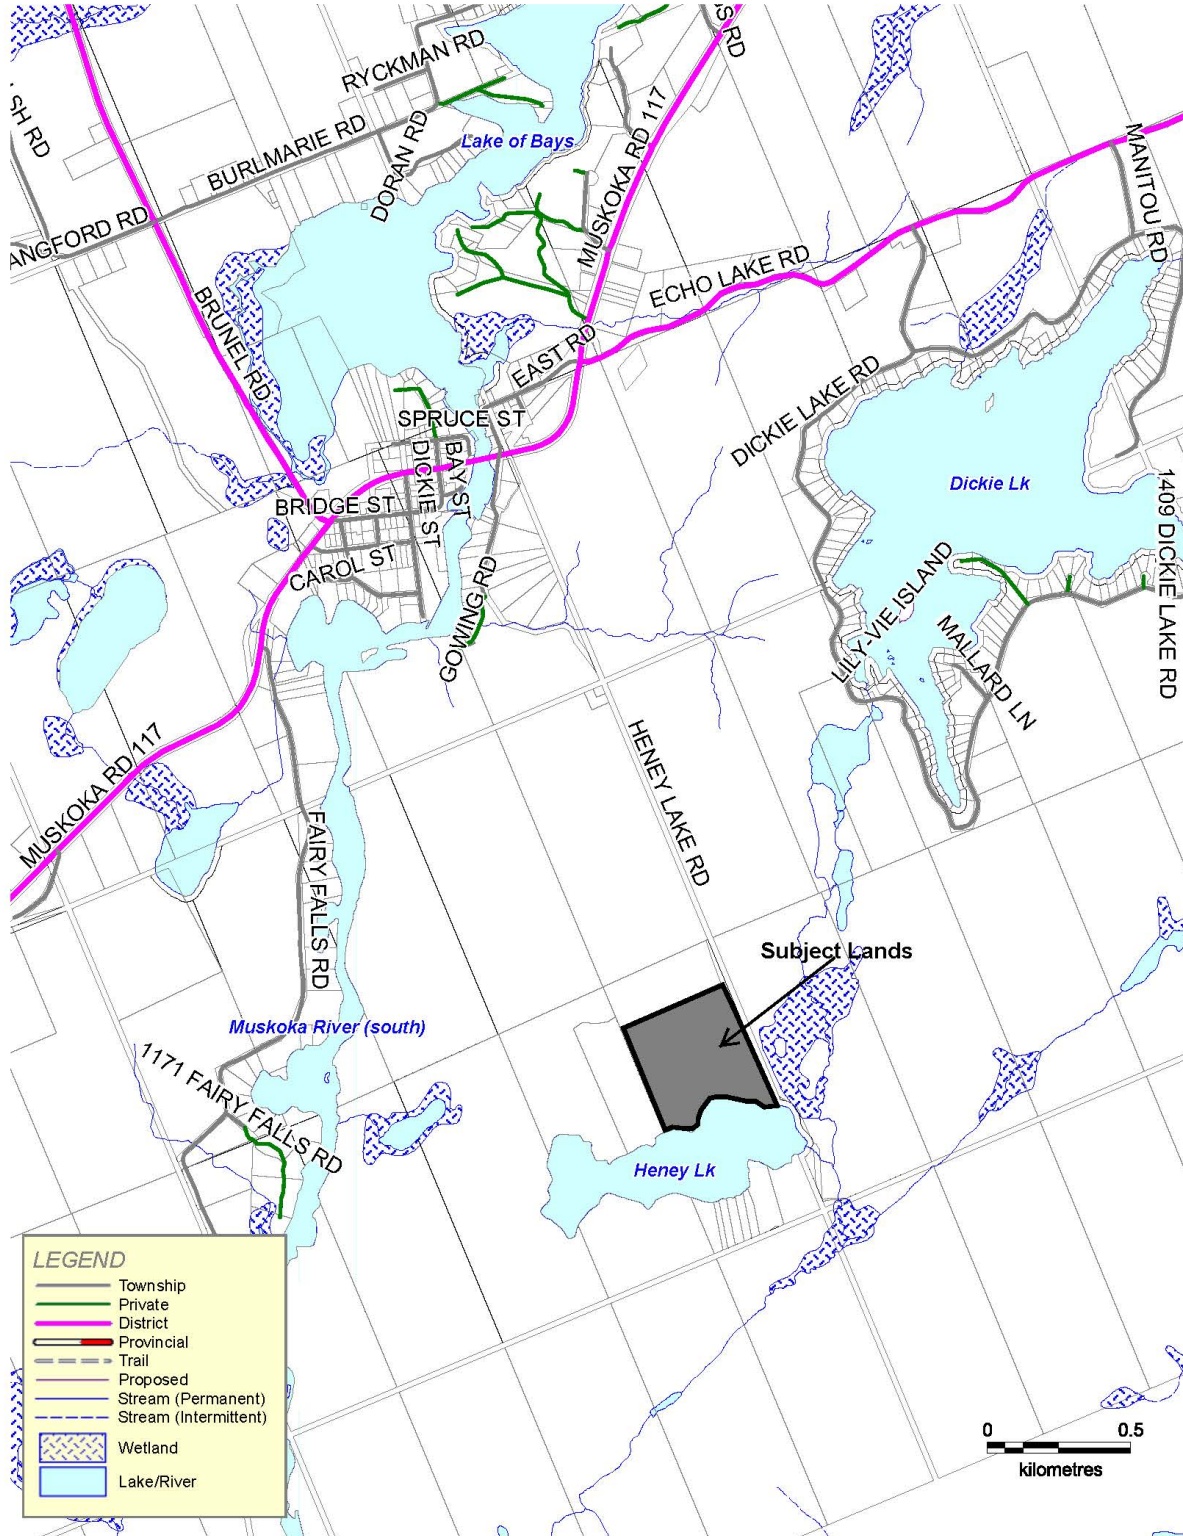 SS RD
RYCKMAN RD
SH RD
MUSKOKA RD 117
Lake of Bays
BURLMARIE RD
DORAN RD
MANITOU RD
ANGFORD RD
ECHO LAKE RD
BRUNEL RD
EAST RD
DICKIE LAKE RD
SPRUCE ST
DICKIE ST
BAY ST
Dickie Lk
1409 DICKIE LAKE RD
BRIDGE ST
CAROL ST
GOWING RD
LILY-VIE ISLAND
MALLARD LN
HENEY LAKE RD
MUSKOKA RD 117
FAIRY FALLS RD
Subject Lands
Muskoka River (south)
1171 FAIRY FALLS RD
Heney Lk
LEGEND
Township
Private
District
Provincial
Trail
Proposed
Stream (Permanent)
Stream (Intermittent)
Wetland
Lake/River
0 0.5
kilometres